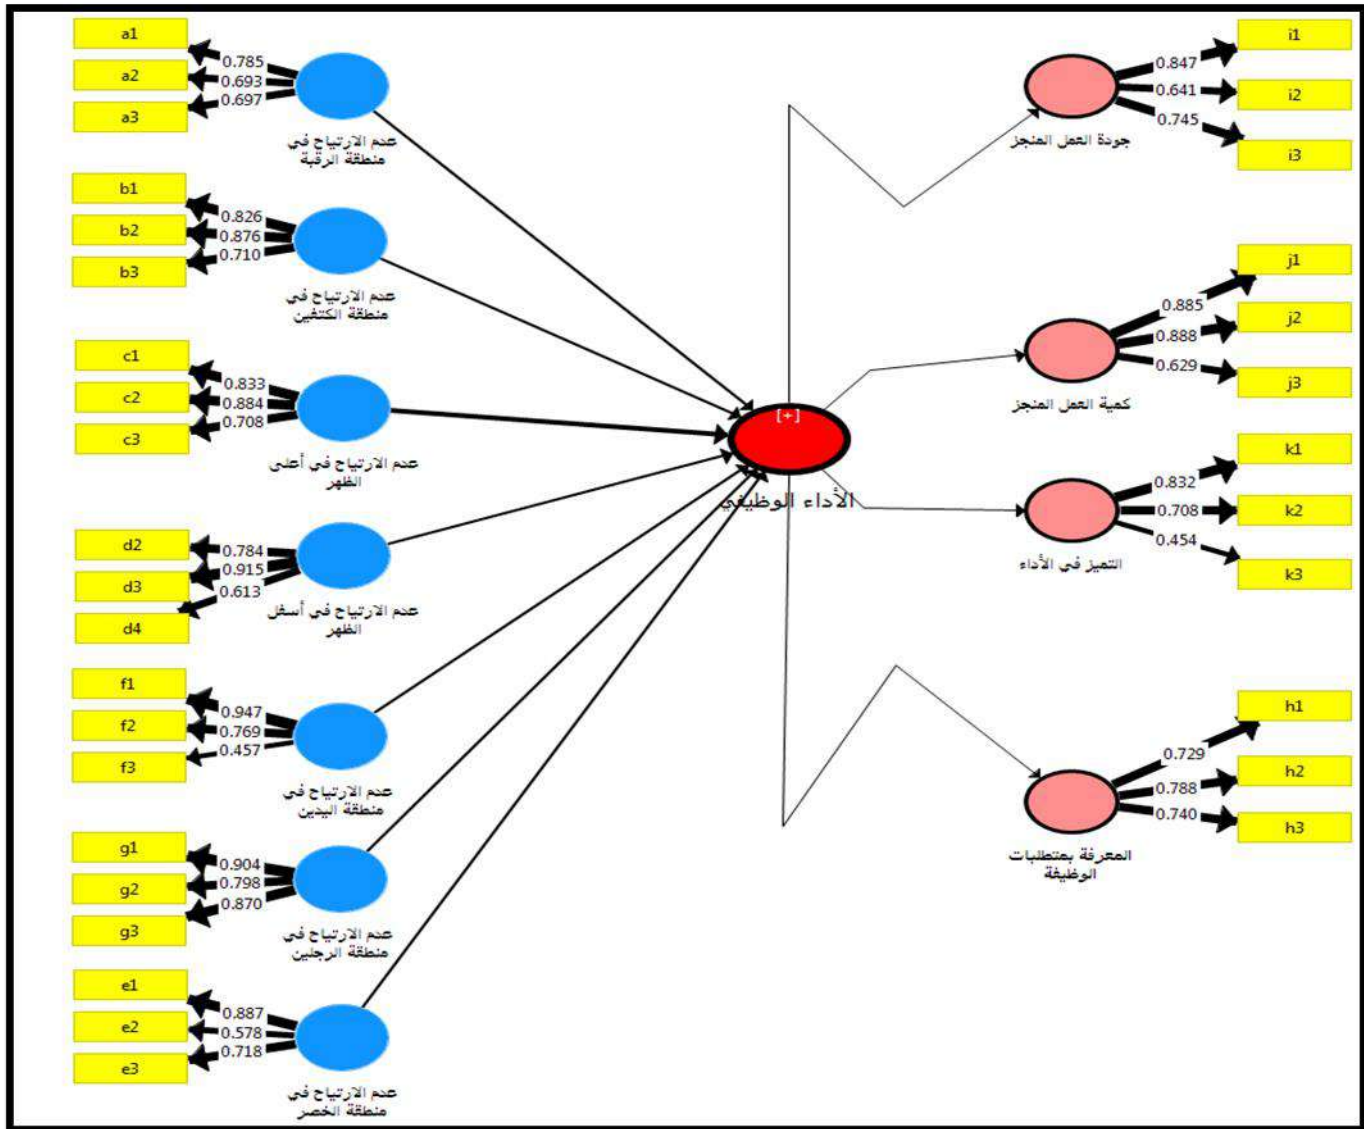 a1
0.785
a2
0.693
a3
0.697
عدم الارتياح في
منطقة الرقبة
b1
0.826
b2
0.876
b3
0.710
عدم الارتياح في
منطقة الكتفين
c1
0.833
c2
0.884
c3
0.708
عدم الارتياح في أعلى
الظهر
d2
0.784
d3
0.915
d4
0.613
عدم الارتياح في أسفل
الظهر
f1
0.947
f2
0.769
f3
0.457
عدم الارتياح في
منطقة اليدين
g1
0.904
g2
0.798
g3
0.870
عدم الارتياح في
منطقة الرجلين
e1
0.887
e2
0.578
e3
0.718
عدم الارتياح في
منطقة الخصر
[+]
الأداء الوظيفي
i1
0.847
i2
0.641
i3
0.745
جودة العمل المنجز
j1
0.885
j2
0.888
j3
0.629
كمية العمل المنجز
k1
0.832
k2
0.708
k3
0.454
التميز في الأداء
h1
0.729
h2
0.788
h3
0.740
المعرفة بمتطلبات
الوظيفة